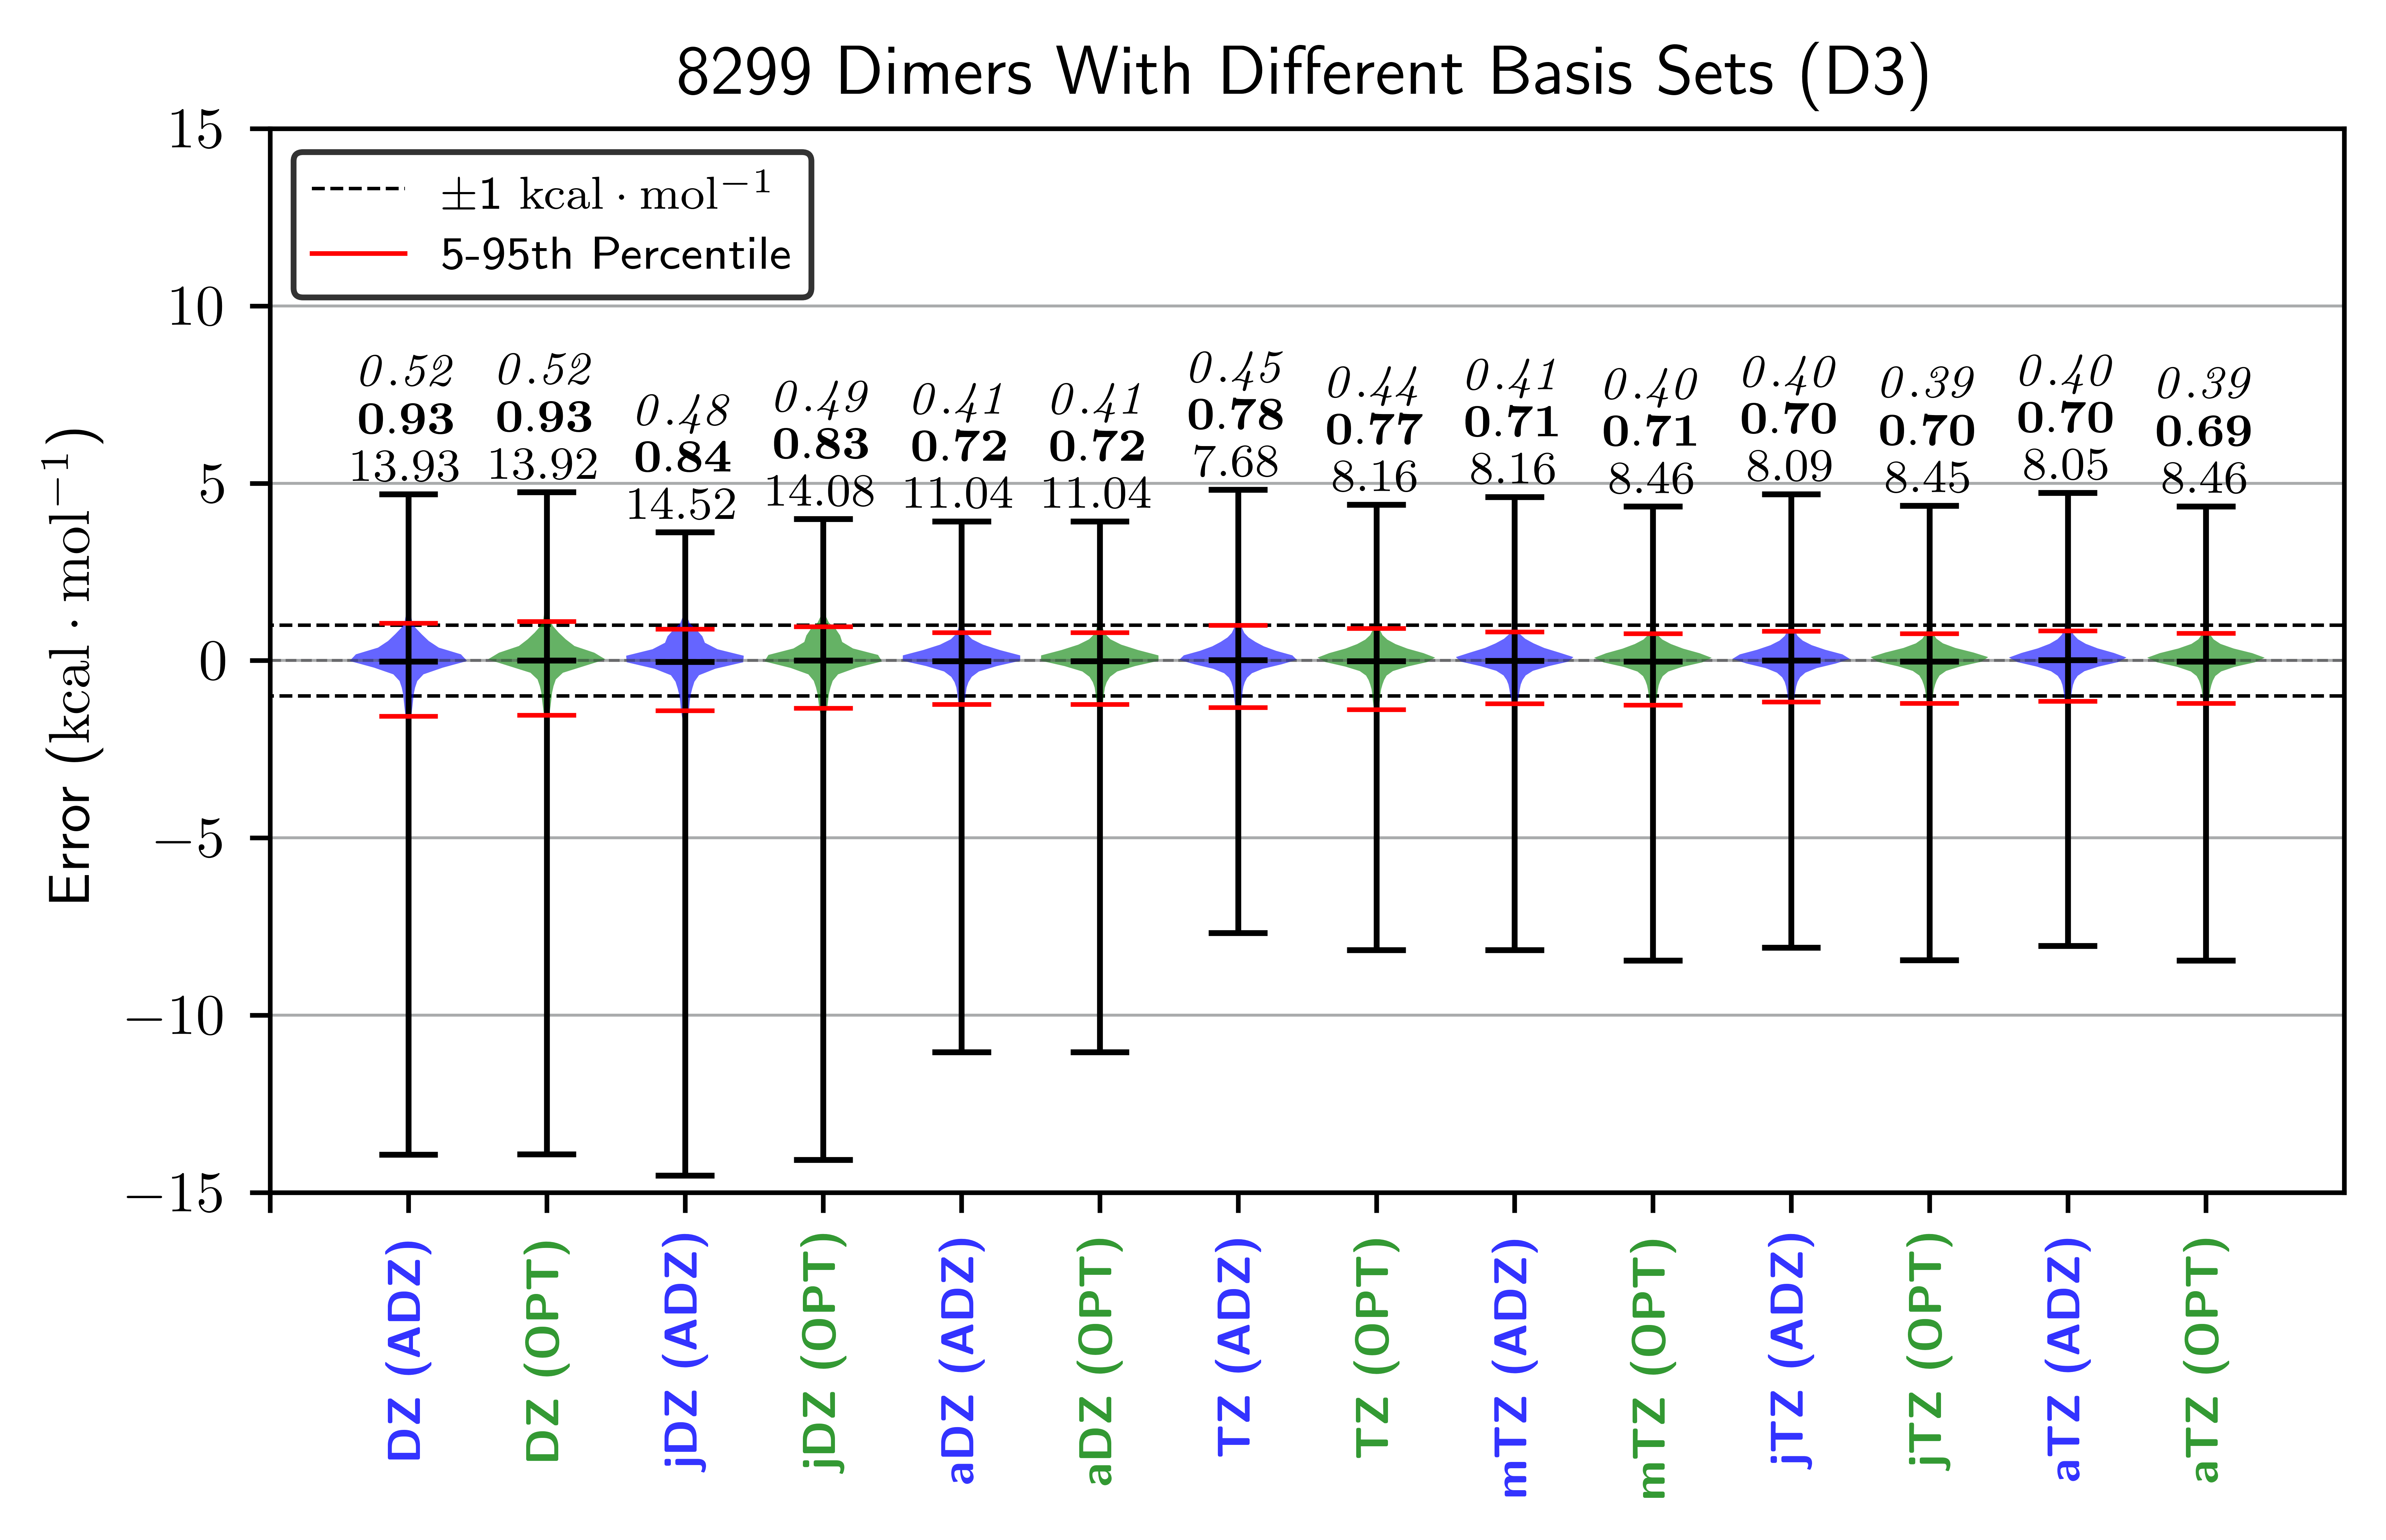 8299 Dimers With Different Basis Sets (D3)
15
10
5
0
−5
−10
−15
Error (kcal · mol⁻¹)
±1 kcal · mol⁻¹
5-95th Percentile
0.52
0.93
13.93
0.52
0.93
13.92
0.48
0.84
14.52
0.49
0.83
14.08
0.41
0.72
11.04
0.41
0.72
11.04
0.45
0.78
7.68
0.44
0.77
8.16
0.41
0.71
8.16
0.40
0.71
8.46
0.40
0.70
8.09
0.39
0.70
8.45
0.40
0.70
8.05
0.39
0.69
8.46
DZ (ADZ)
DZ (OPT)
jDZ (ADZ)
jDZ (OPT)
aDZ (ADZ)
aDZ (OPT)
TZ (ADZ)
TZ (OPT)
mTZ (ADZ)
mTZ (OPT)
jTZ (ADZ)
jTZ (OPT)
aTZ (ADZ)
aTZ (OPT)